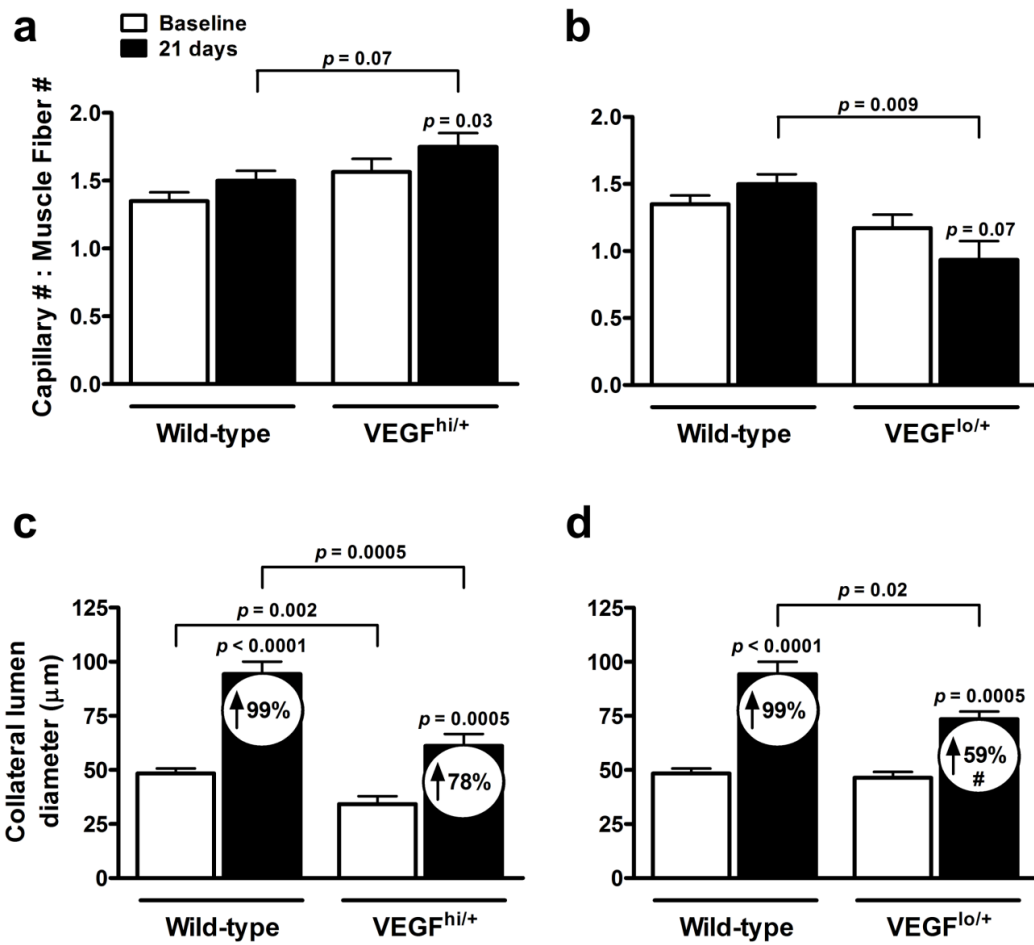 a
Baseline
21 days
p = 0.07
p = 0.03
Capillary # : Muscle Fiber #
2.0
1.5
1.0
0.5
0.0
Wild-type
VEGFhi/+
b
p = 0.009
p = 0.07
2.0
1.5
1.0
0.5
0.0
Wild-type
VEGFlo/+
c
p = 0.0005
p = 0.002
p < 0.0001
p = 0.0005
99%
78%
Collateral lumen
diameter (μm)
125
100
75
50
25
0
Wild-type
VEGFhi/+
d
p = 0.02
p < 0.0001
p = 0.0005
99%
59%
#
125
100
75
50
25
0
Wild-type
VEGFlo/+